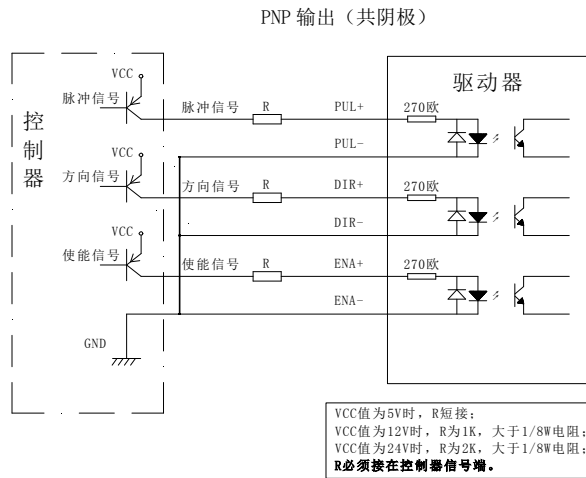 PNP 输出（共阴极）
控制器
VCC
脉冲信号
脉冲信号
R
PUL+
270欧
驱动器
PUL-
VCC
方向信号
方向信号
R
DIR+
270欧
DIR-
VCC
使能信号
使能信号
R
ENA+
270欧
ENA-
GND
VCC值为5V时，R短接；
VCC值为12V时，R为1K，大于1/8W电阻；
VCC值为24V时，R为2K，大于1/8W电阻；
R必须接在控制器信号端。